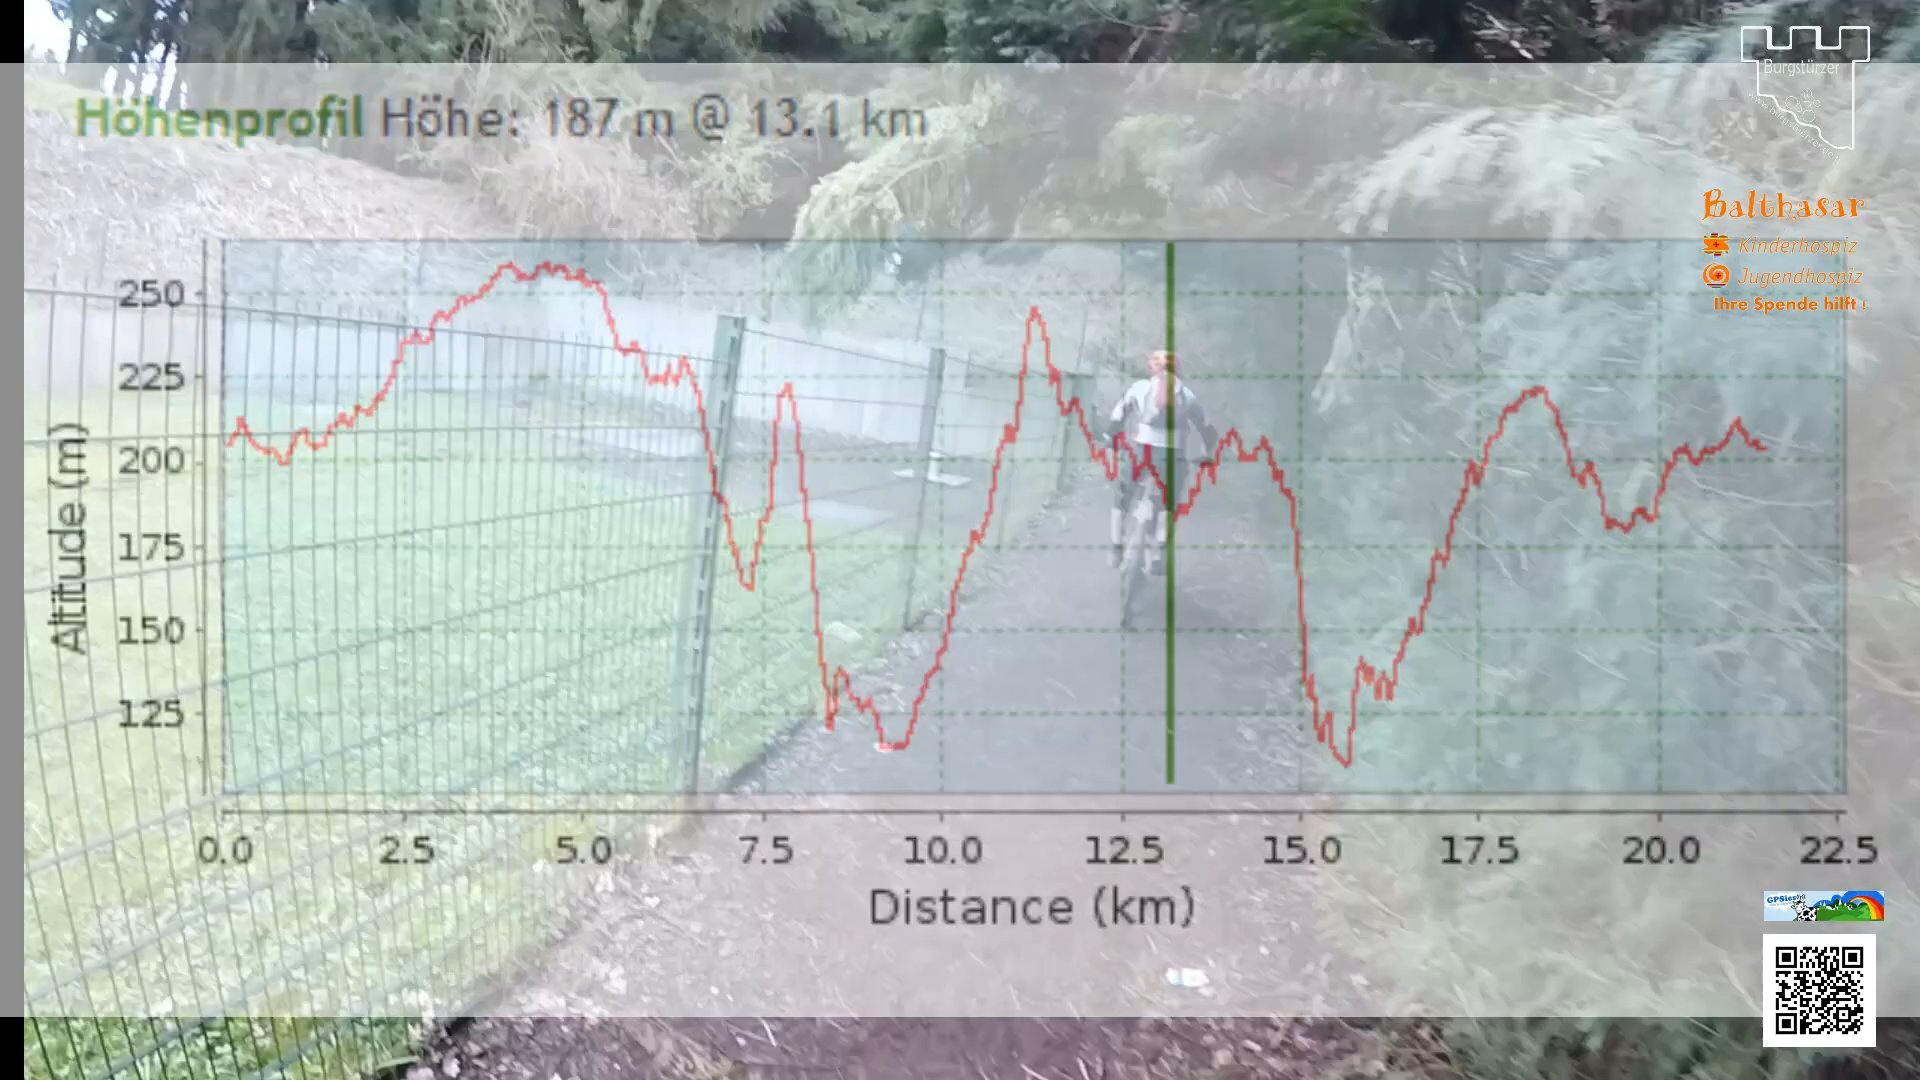 Burgstürzer
Höhenprofil Höhe: 187 m @ 13.1 km
Balthasar
Kinderhospiz
Jugendhospiz
Ihre Spende hilft!
Altitude (m)
250
225
200
175
150
125
0.0 2.5 5.0 7.5 10.0 12.5 15.0 17.5 20.0 22.5
Distance (km)
GPSies